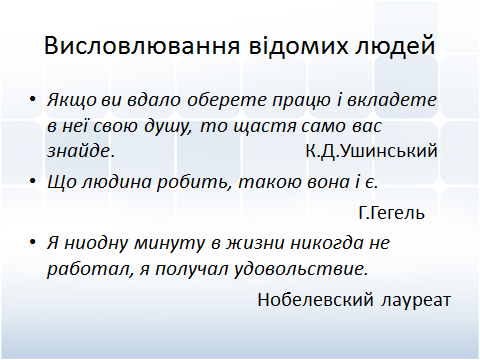 Висловлювання відомих людей
• Якщо ви вдало оберете працю і вкладете
в неї свою душу, то щастя само вас
знайде. К.Д.Ушинський
• Що людина робить, такою вона і є.
Г.Гегель
• Я ниодну минуту в жизни никогда не
работал, я получал удовольствие.
Нобелевский лауреат